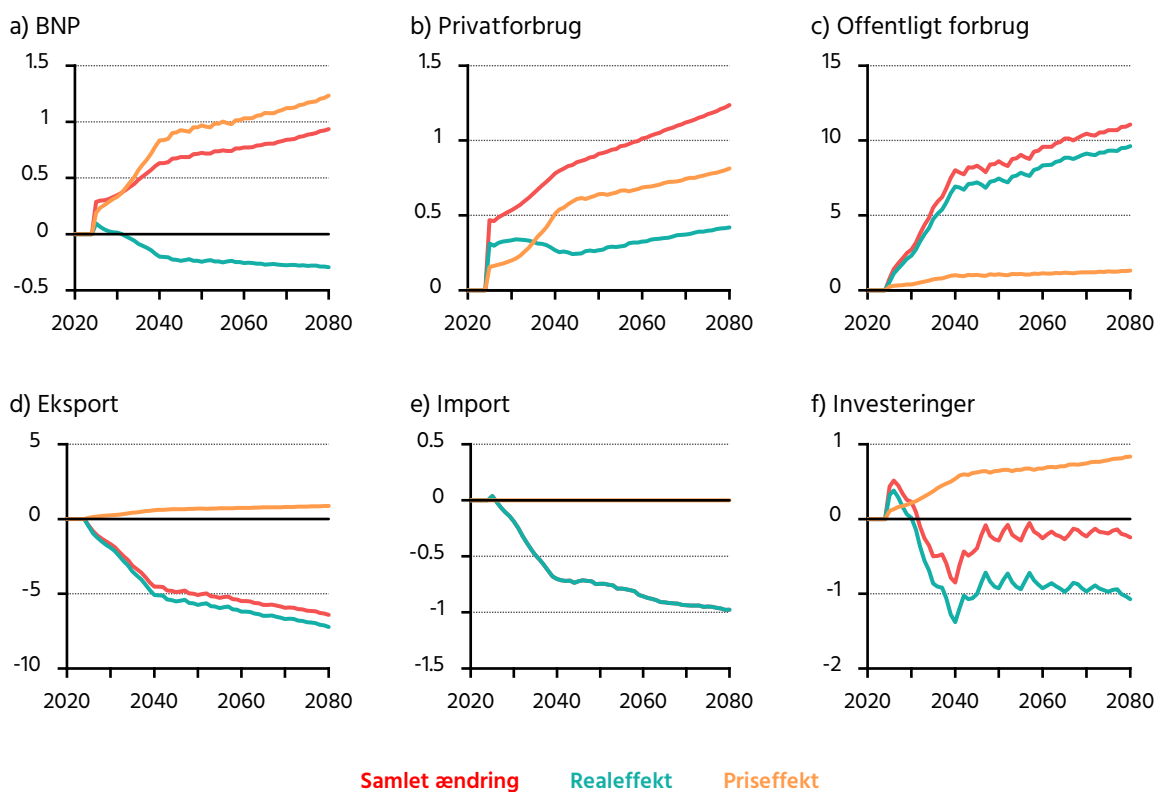 a) BNP
1.5
1
0.5
0
-0.5
2020 2040 2060 2080
b) Privatforbrug
1.5
1
0.5
0
2020 2040 2060 2080
c) Offentligt forbrug
15
10
5
0
2020 2040 2060 2080
d) Eksport
5
0
-5
-10
2020 2040 2060 2080
e) Import
0.5
0
-0.5
-1
-1.5
2020 2040 2060 2080
f) Investeringer
1
0
-1
-2
2020 2040 2060 2080
Samlet ændring Realeffekt Priseffekt